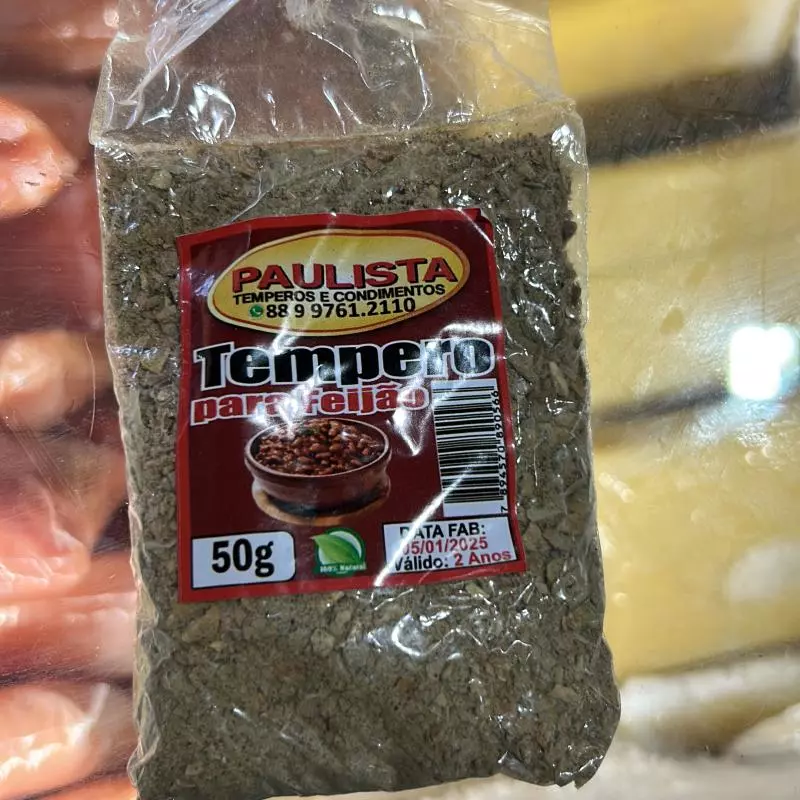 PAULISTA
TEMPEROS E CONDIMENTOS
88 9 9761.2110
Tempero
para Feijão
50g
100% Natural
DATA FAB:
05/01/2025
Válido: 2 Anos